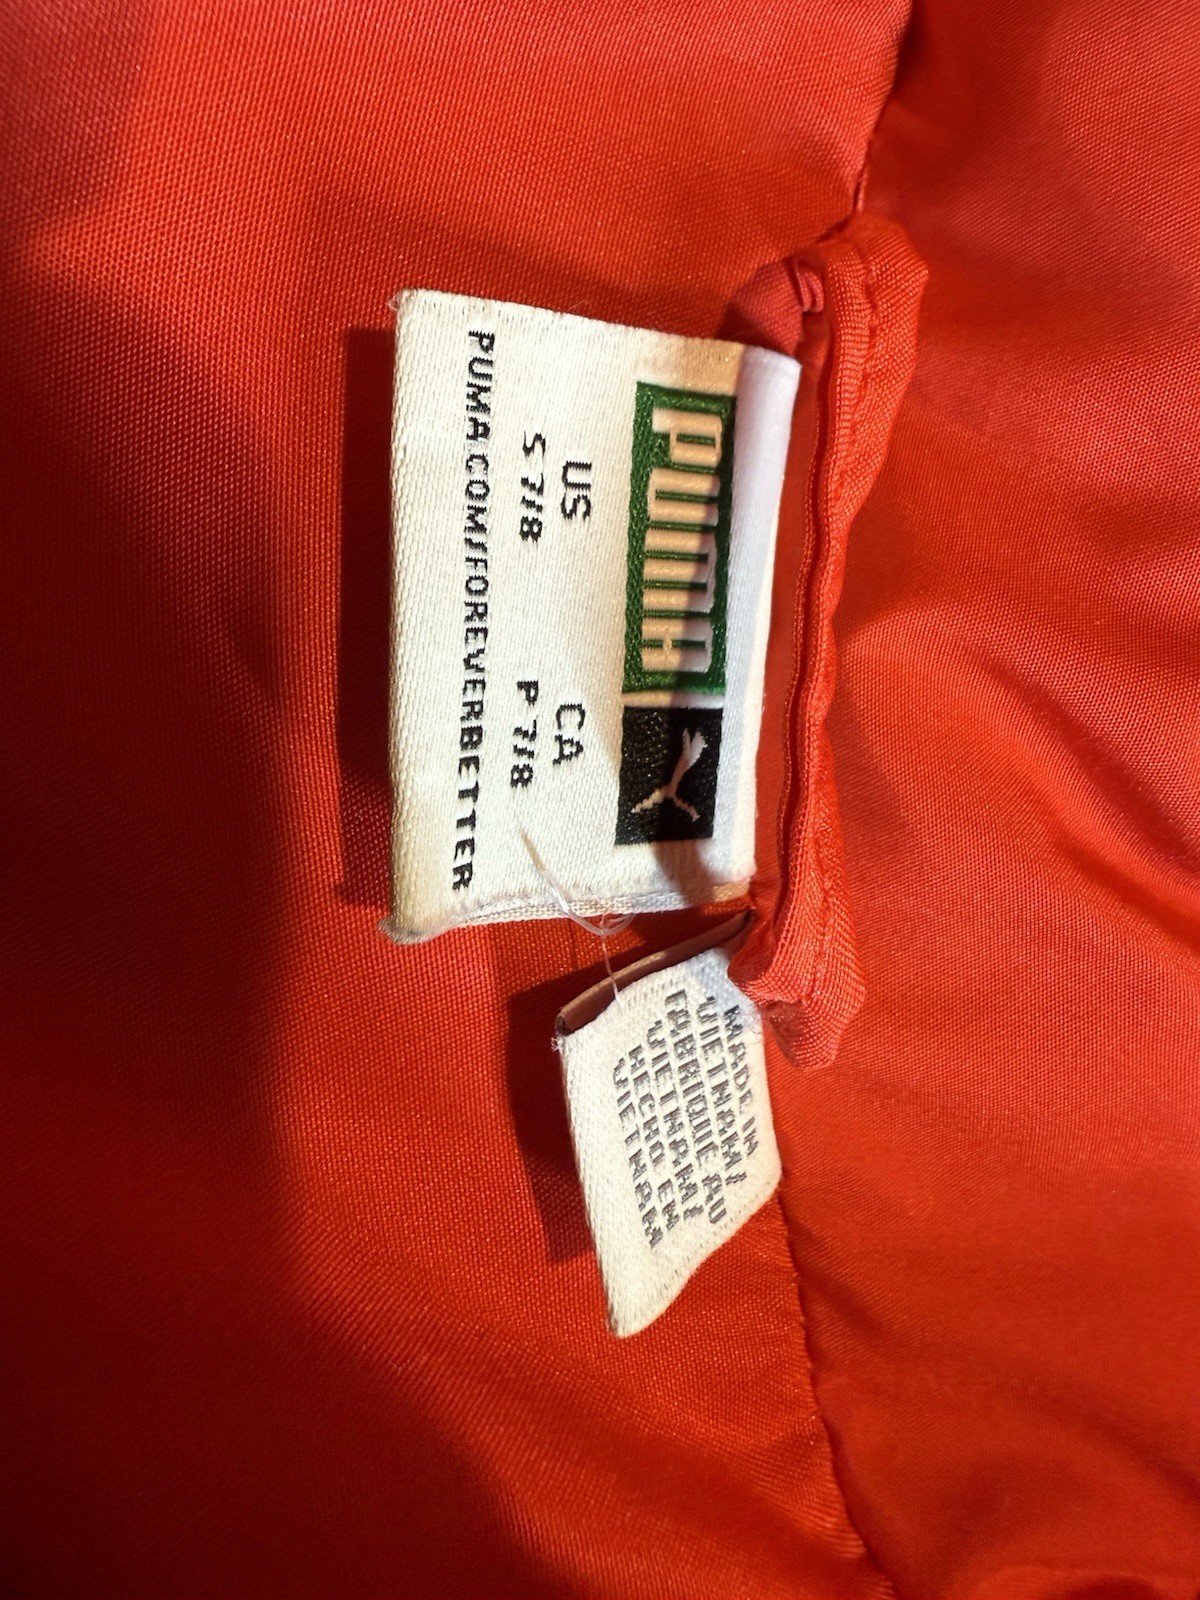 PUMA
US CA
S 7/8 P 7/8
PUMA.COM/FOREVERBETTER
MADE IN
VIETNAM/
FABRIQUÉ AU
VIETNAM/
HECHO EN
VIETNAM